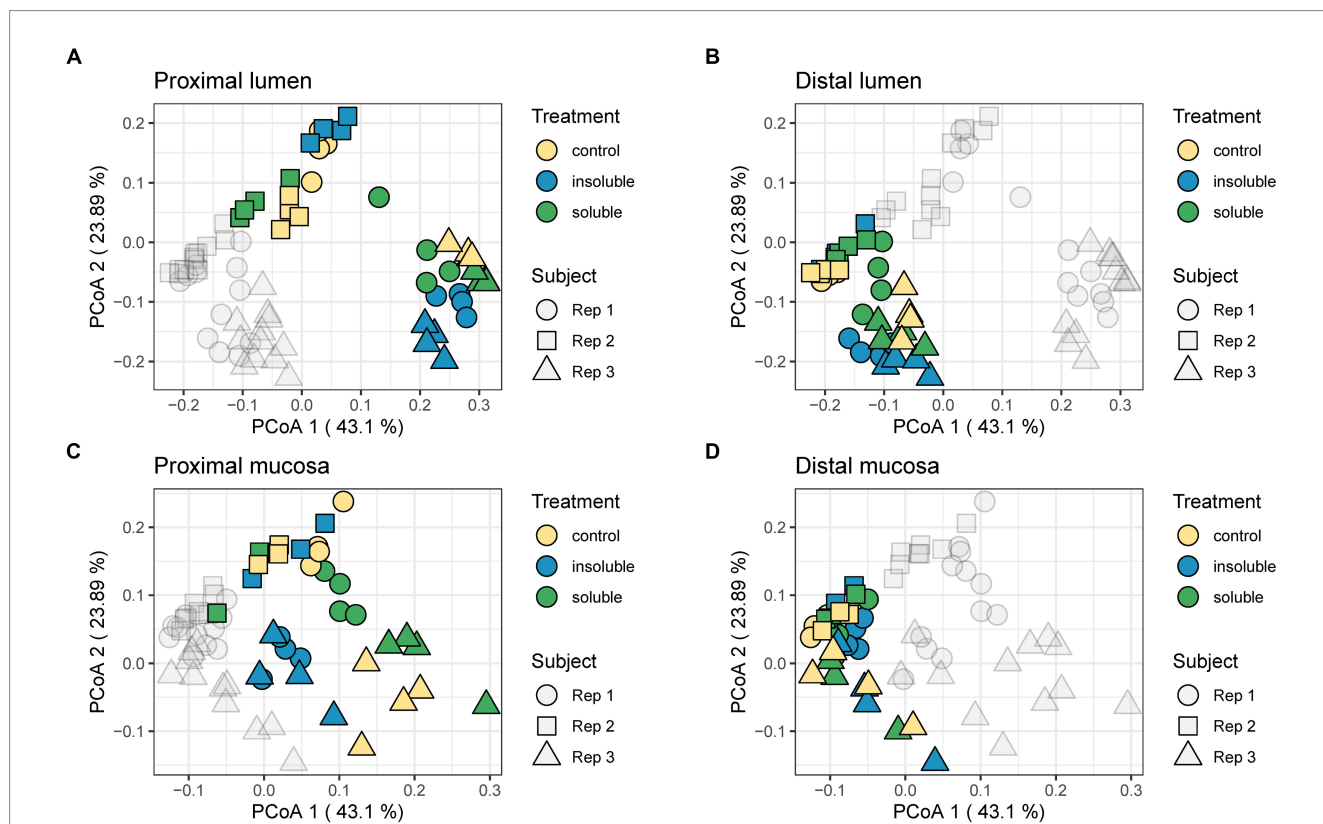 A
Proximal lumen
PCoA 2 ( 23.89 %)
0.2
0.1
0.0
−0.1
−0.2
−0.2 −0.1 0.0 0.1 0.2 0.3
PCoA 1 ( 43.1 %)
Treatment
control
insoluble
soluble
Subject
Rep 1
Rep 2
Rep 3
B
Distal lumen
PCoA 2 ( 23.89 %)
0.2
0.1
0.0
−0.1
−0.2
−0.2 −0.1 0.0 0.1 0.2 0.3
PCoA 1 ( 43.1 %)
Treatment
control
insoluble
soluble
Subject
Rep 1
Rep 2
Rep 3
C
Proximal mucosa
PCoA 2 ( 23.89 %)
0.2
0.1
0.0
−0.1
−0.1 0.0 0.1 0.2 0.3
PCoA 1 ( 43.1 %)
Treatment
control
insoluble
soluble
Subject
Rep 1
Rep 2
Rep 3
D
Distal mucosa
PCoA 2 ( 23.89 %)
0.2
0.1
0.0
−0.1
−0.1 0.0 0.1 0.2 0.3
PCoA 1 ( 43.1 %)
Treatment
control
insoluble
soluble
Subject
Rep 1
Rep 2
Rep 3